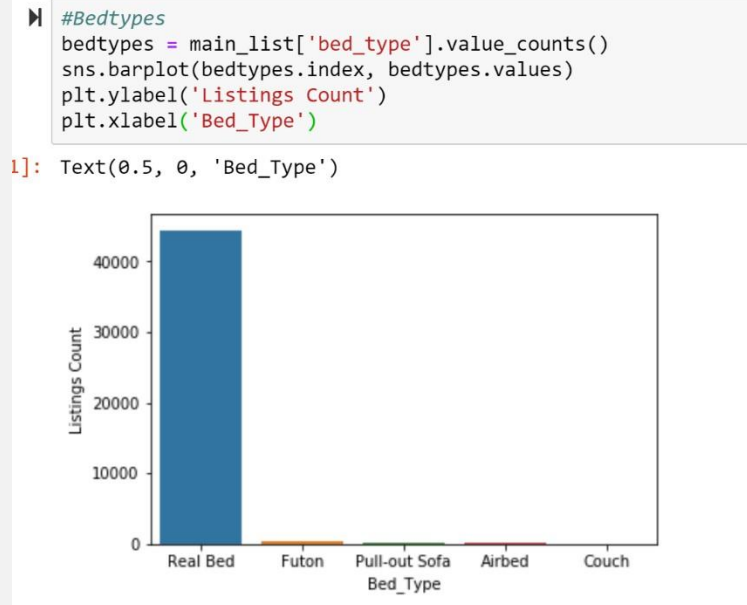 #Bedtypes
bedtypes = main_list['bed_type'].value_counts()
sns.barplot(bedtypes.index, bedtypes.values)
plt.ylabel('Listings Count')
plt.xlabel('Bed_Type')
1]: Text(0.5, 0, 'Bed_Type')
40000
30000
20000
10000
0
Listings Count
Real Bed Futon Pull-out Sofa Airbed Couch
Bed_Type